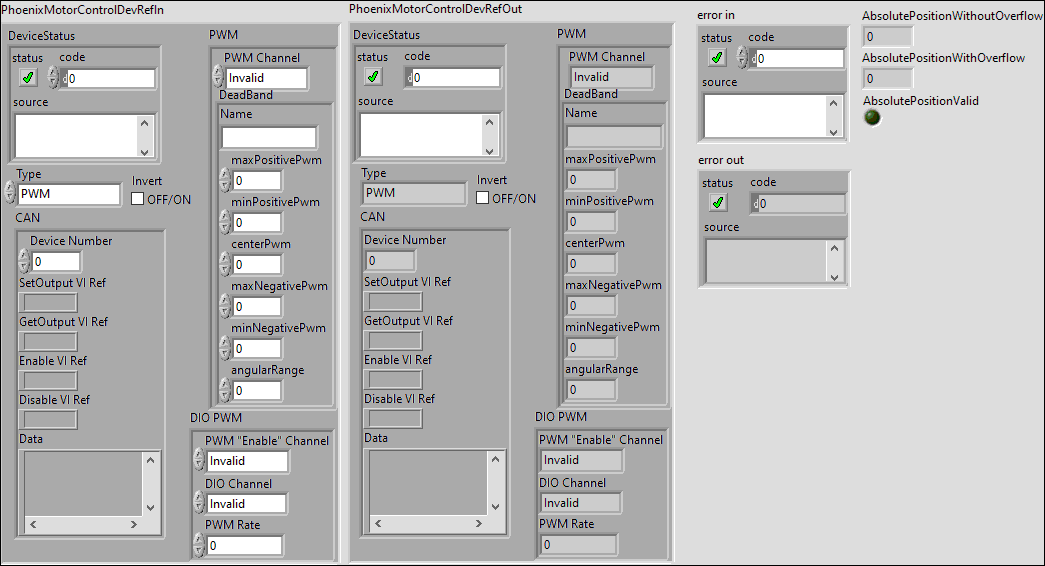 PhoenixMotorControlDevRefIn
DeviceStatus
status
code
d 0
source
Type
PWM
Invert
OFF/ON
CAN
Device Number
0
SetOutput VI Ref
GetOutput VI Ref
Enable VI Ref
Disable VI Ref
Data
PWM
PWM Channel
Invalid
DeadBand
Name
maxPositivePwm
0
minPositivePwm
0
centerPwm
0
maxNegativePwm
0
minNegativePwm
0
angularRange
0
DIO PWM
PWM "Enable" Channel
Invalid
DIO Channel
Invalid
PWM Rate
0
PhoenixMotorControlDevRefOut
DeviceStatus
status
code
d 0
source
Type
PWM
Invert
OFF/ON
CAN
Device Number
0
SetOutput VI Ref
GetOutput VI Ref
Enable VI Ref
Disable VI Ref
Data
PWM
PWM Channel
Invalid
DeadBand
Name
maxPositivePwm
0
minPositivePwm
0
centerPwm
0
maxNegativePwm
0
minNegativePwm
0
angularRange
0
DIO PWM
PWM "Enable" Channel
Invalid
DIO Channel
Invalid
PWM Rate
0
error in
status
code
d 0
source
error out
status
code
d 0
source
AbsolutePositionWithoutOverflow
0
AbsolutePositionWithOverflow
0
AbsolutePositionValid